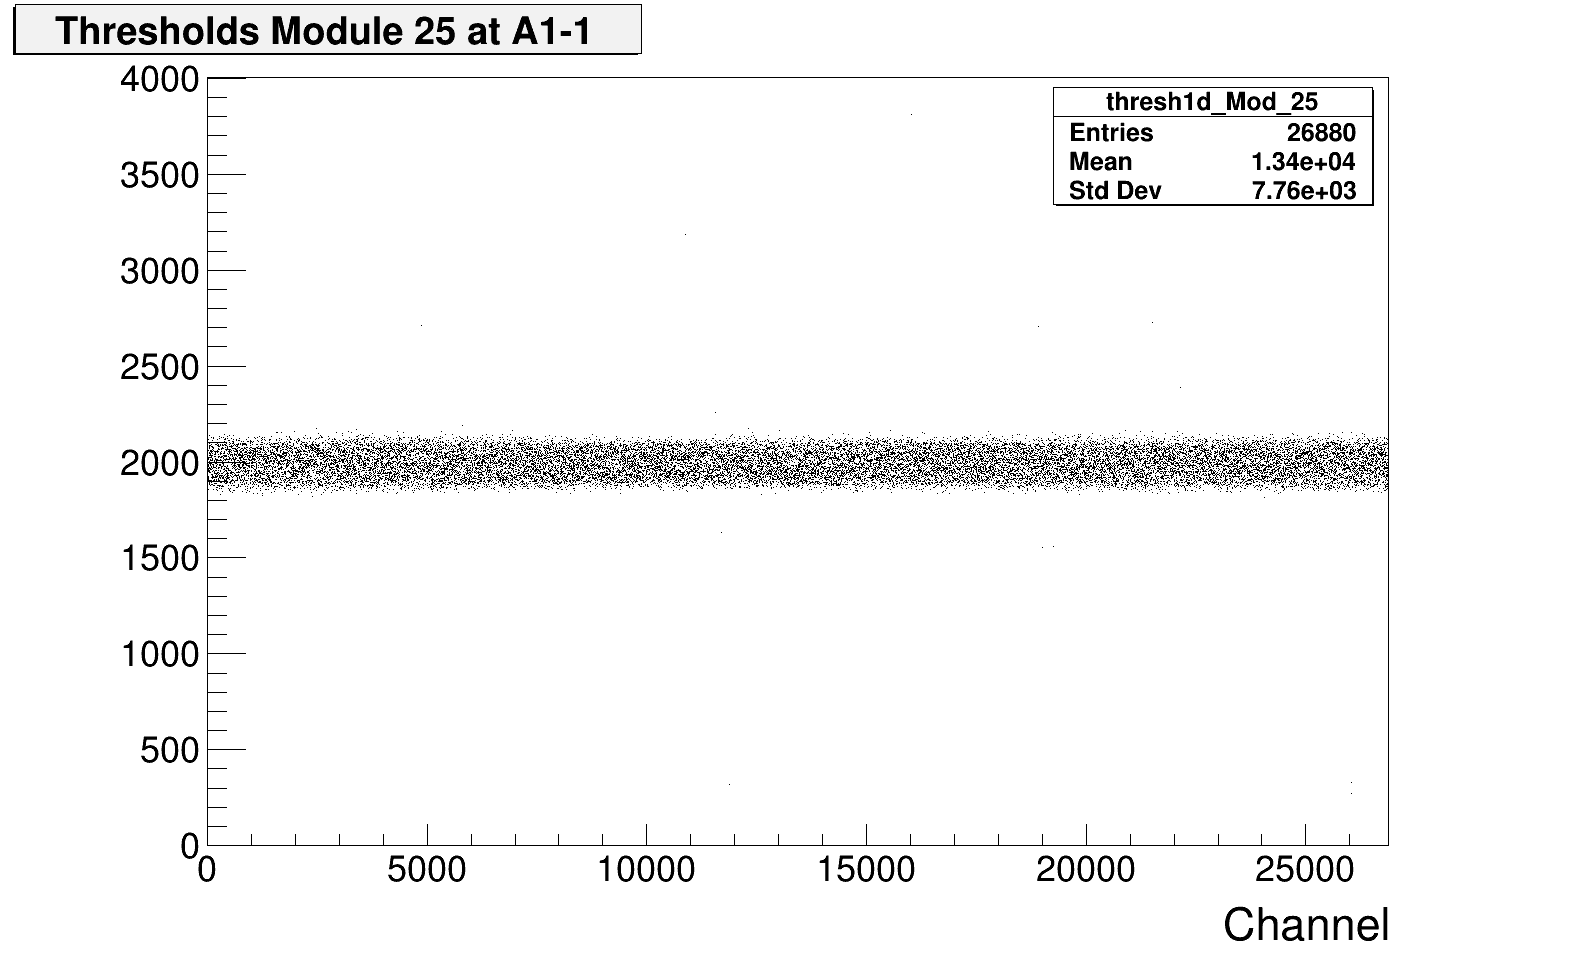 Thresholds Module 25 at A1-1
4000
3500
3000
2500
2000
1500
1000
500
0
thresh1d_Mod_25
Entries 26880
Mean 1.34e+04
Std Dev 7.76e+03
0 5000 10000 15000 20000 25000
Channel